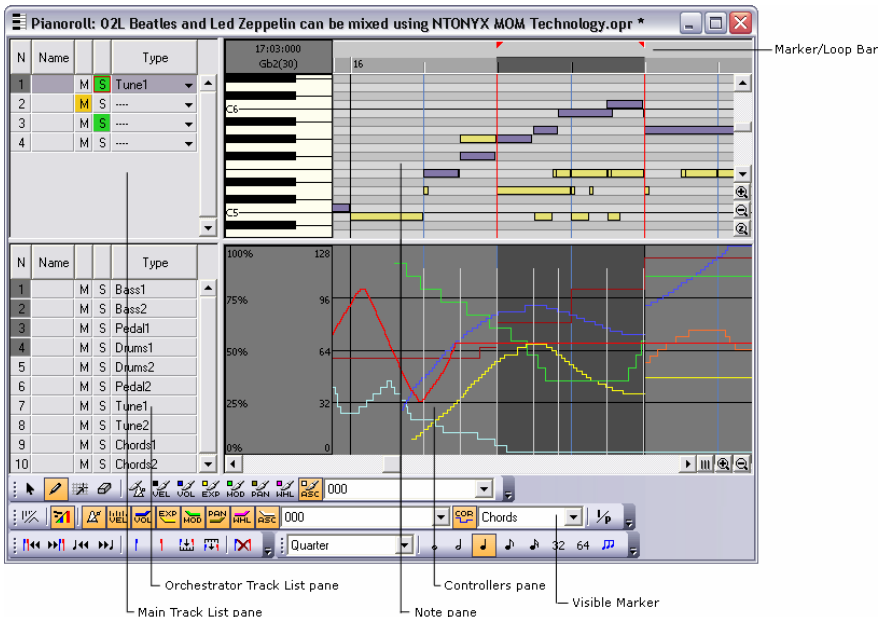 Pianoroll: 02L Beatles and Led Zeppelin can be mixed using NTONYX MOM Technology.opr *
Marker/Loop Bar
N Name Type
17:03:000
Gb2(30)
16
1 M S Tune1
2 M S ----
3 M S ----
4 M S ----
C6
C5
N Name Type
1 M S Bass1
2 M S Bass2
3 M S Pedal1
4 M S Drums1
5 M S Drums2
6 M S Pedal2
7 M S Tune1
8 M S Tune2
9 M S Chords1
10 M S Chords2
100% 128
75% 96
50% 64
25% 32
0% 0
VEL VOL EXP MOD PAN WHL ASC 000
VEL VOL EXP MOD PAN WHL ASC 000 COR Chords 1/P
Quarter 32 64
Orchestrator Track List pane
Controllers pane
Visible Marker
Main Track List pane
Note pane